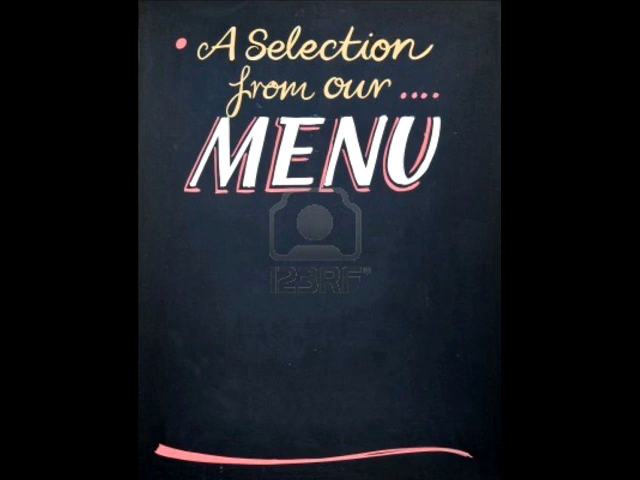 • A Selection
from our ....
MENU
123RF®